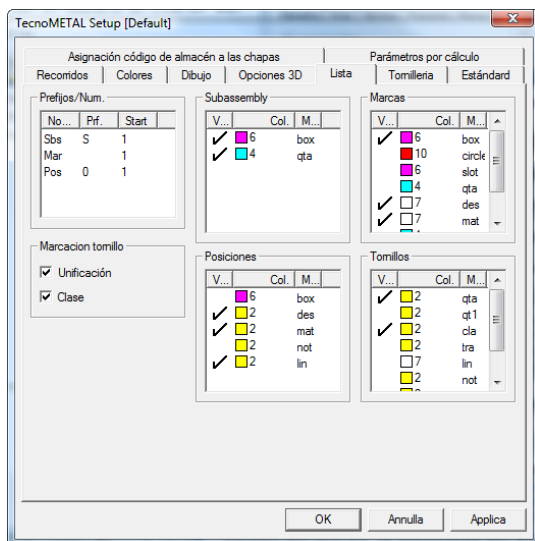 TecnoMETAL Setup [Default]
Asignación código de almacén a las chapas
Parámetros por cálculo
Recorridos
Colores
Dibujo
Opciones 3D
Lista
Tornilleria
Estándard
Prefijos/Num.
No... Prf. Start
Sbs S 1
Mar 1
Pos 0 1
Marcacion tornillo
Unificación
Clase
Subassembly
V... Col. M...
6 box
4 qta
Marcas
V... Col. M...
6 box
10 circle
6 slot
4 qta
7 des
7 mat
Posiciones
V... Col. M...
6 box
2 des
2 mat
2 not
2 lin
Tornillos
V... Col. M...
2 qta
2 qt1
2 cla
2 tra
7 lin
2 not
OK
Annulla
Applica